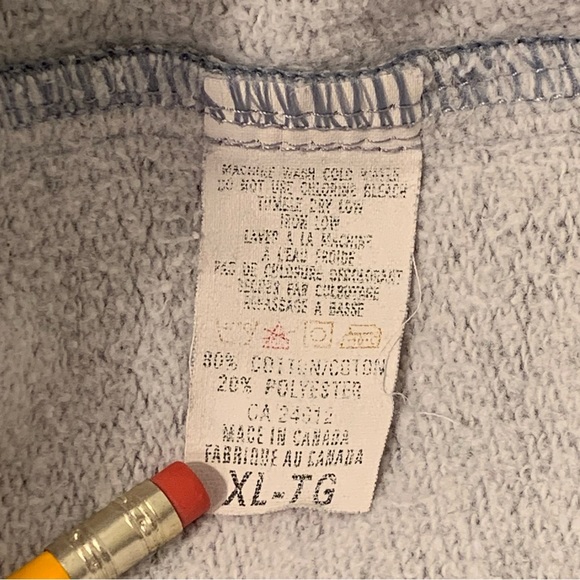 MACHINE WASH COLD WATER
DO NOT USE CHLORINE BLEACH
TUMBLE DRY LOW
IRON LOW
LAVER À LA MACHINE
À L'EAU FROIDE
PAS DE CHLORURE DECOLORANT
SECHER PAR CULBUTAGE
REPASSAGE A BASSE
80% COTTON/COTON
20% POLYESTER
CA 24012
MADE IN CANADA
FABRIQUE AU CANADA
XL-TG